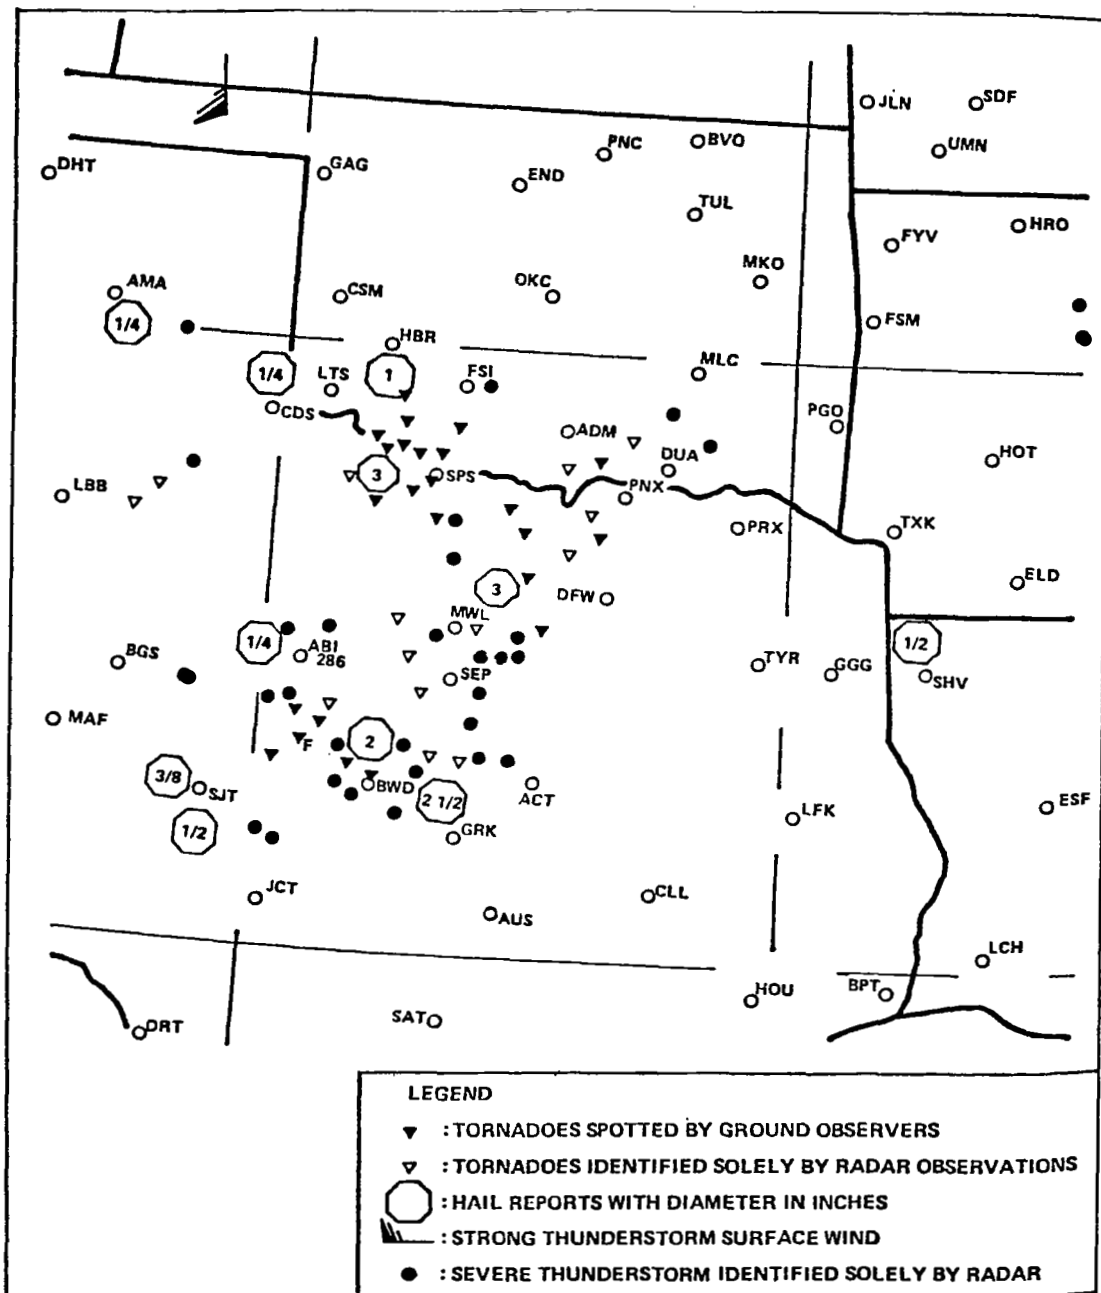 JLN
SDF
BVO
PNC
UMN
DHT
GAG
END
TUL
HRO
FYV
MKO
AMA
CSM
OKC
1/4
FSM
HBR
MLC
1/4
LTS
1
FSI
CDS
PGO
ADM
DUA
HOT
LBB
3
SPS
PNX
PRX
TXK
3
DFW
ELD
MWL
1/4
ABI
286
1/2
BGS
SEP
TYR
GGG
SHV
MAF
F
2
3/8
SJT
BWD
2 1/2
ACT
ESF
1/2
GRK
LFK
JCT
AUS
CLL
LCH
HOU
BPT
DRT
SAT
LEGEND
: TORNADOES SPOTTED BY GROUND OBSERVERS
: TORNADOES IDENTIFIED SOLELY BY RADAR OBSERVATIONS
: HAIL REPORTS WITH DIAMETER IN INCHES
: STRONG THUNDERSTORM SURFACE WIND
: SEVERE THUNDERSTORM IDENTIFIED SOLELY BY RADAR